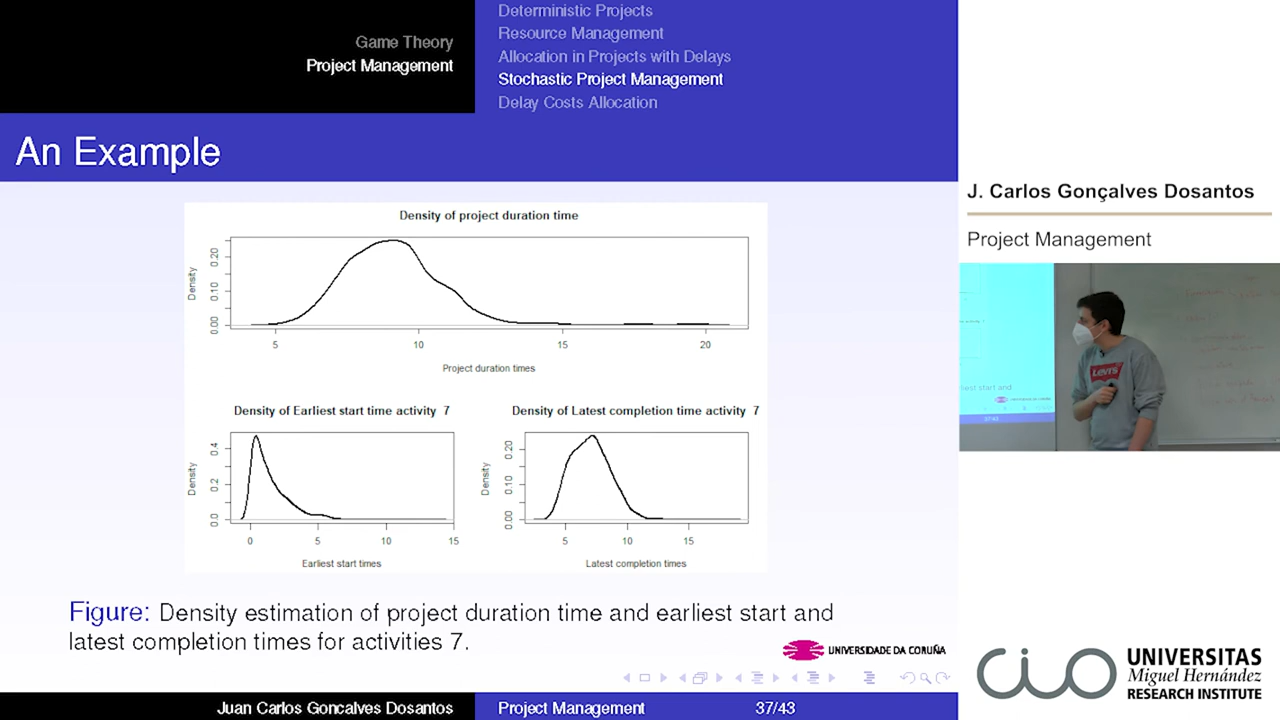 Game Theory
Project Management
Deterministic Projects
Resource Management
Allocation in Projects with Delays
Stochastic Project Management
Delay Costs Allocation
An Example
Density of project duration time
Density
0.00 0.10 0.20
5 10 15 20
Project duration times
Density of Earliest start time activity 7
Density
0.0 0.2 0.4
0 5 10 15
Earliest start times
Density of Latest completion time activity 7
Density
0.00 0.10 0.20
5 10 15
Latest completion times
Figure: Density estimation of project duration time and earliest start and
latest completion times for activities 7.
UNIVERSIDADE DA CORUÑA
Juan Carlos Goncalves Dosantos
Project Management
37/43
J. Carlos Gonçalves Dosantos
Project Management
Levi's
CIO
UNIVERSITAS
Miguel Hernández
RESEARCH INSTITUTE